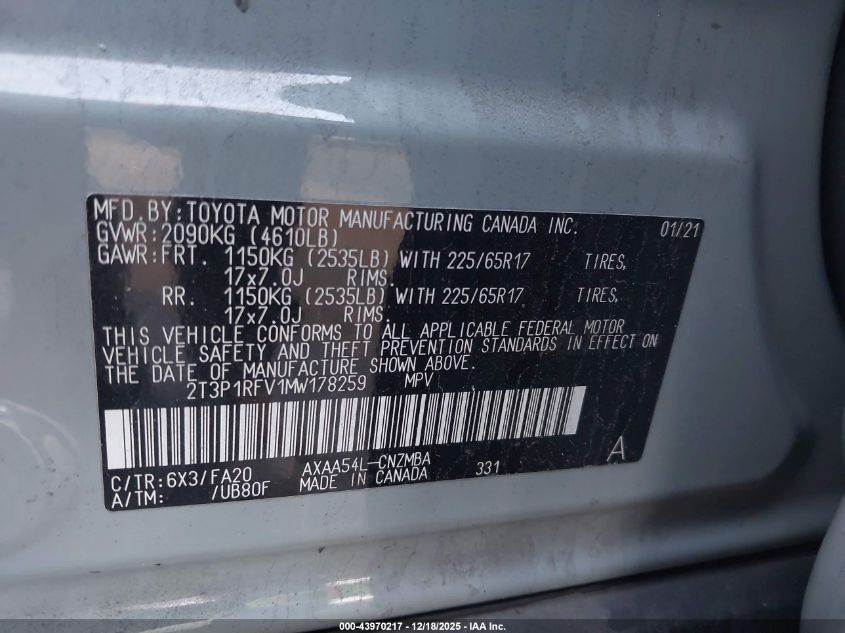 MFD. BY: TOYOTA MOTOR MANUFACTURING CANADA INC. 01/21
GVWR: 2090KG (4610LB)
GAWR: FRT. 1150KG (2535LB) WITH 225/65R17 TIRES,
17x7.0J RIMS.
RR. 1150KG (2535LB) WITH 225/65R17 TIRES,
17x7.0J RIMS.
THIS VEHICLE CONFORMS TO ALL APPLICABLE FEDERAL MOTOR
VEHICLE SAFETY AND THEFT PREVENTION STANDARDS IN EFFECT ON
THE DATE OF MANUFACTURE SHOWN ABOVE.
2T3P1RFV1MW178259 MPV
C/TR: 6X3/FA20 AXAA54L-CNZMBA 331 A
A/TM: /UB80F MADE IN CANADA
000-43970217 - 12/18/2025 - IAA Inc.